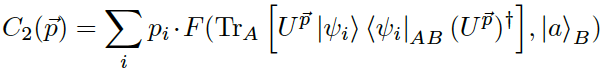 $C_2(\vec{p}) = \sum_i p_i \cdot F(\mathrm{Tr}_A \left[ U^{\vec{p}} \left| \psi_i \right\rangle \left\langle \psi_i \right|_{AB} (U^{\vec{p}})^\dagger \right], \left| a \right\rangle_B)$